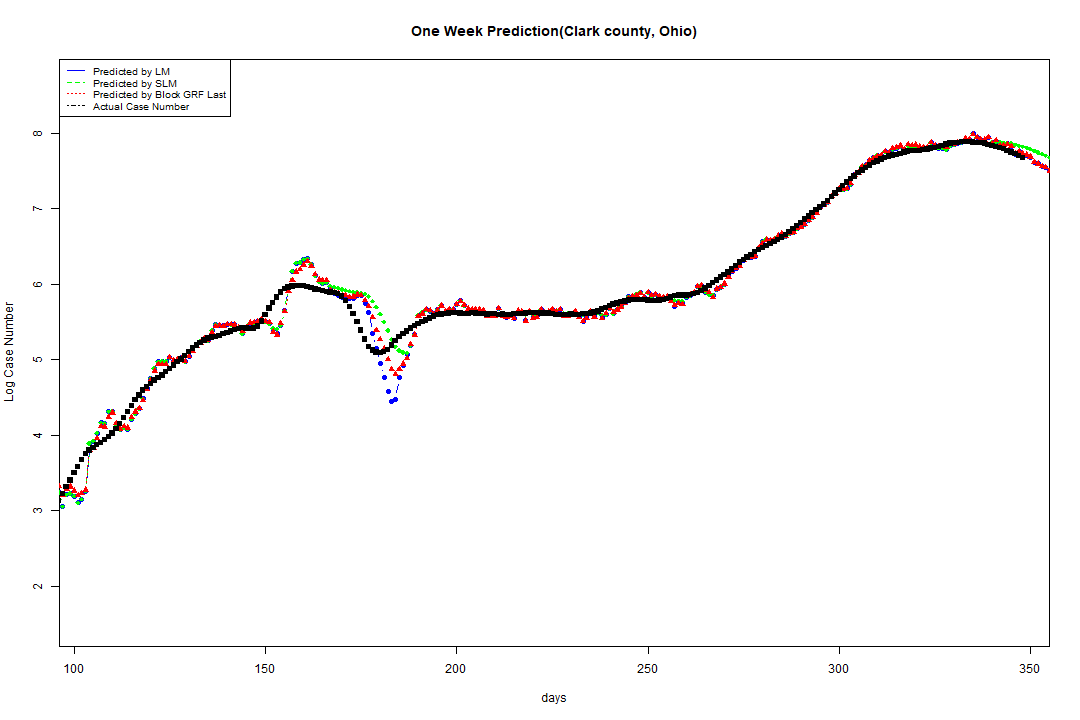 One Week Prediction(Clark county, Ohio)
Predicted by LM
Predicted by SLM
Predicted by Block GRF Last
Actual Case Number
8
7
6
5
4
3
2
Log Case Number
100 150 200 250 300 350
days